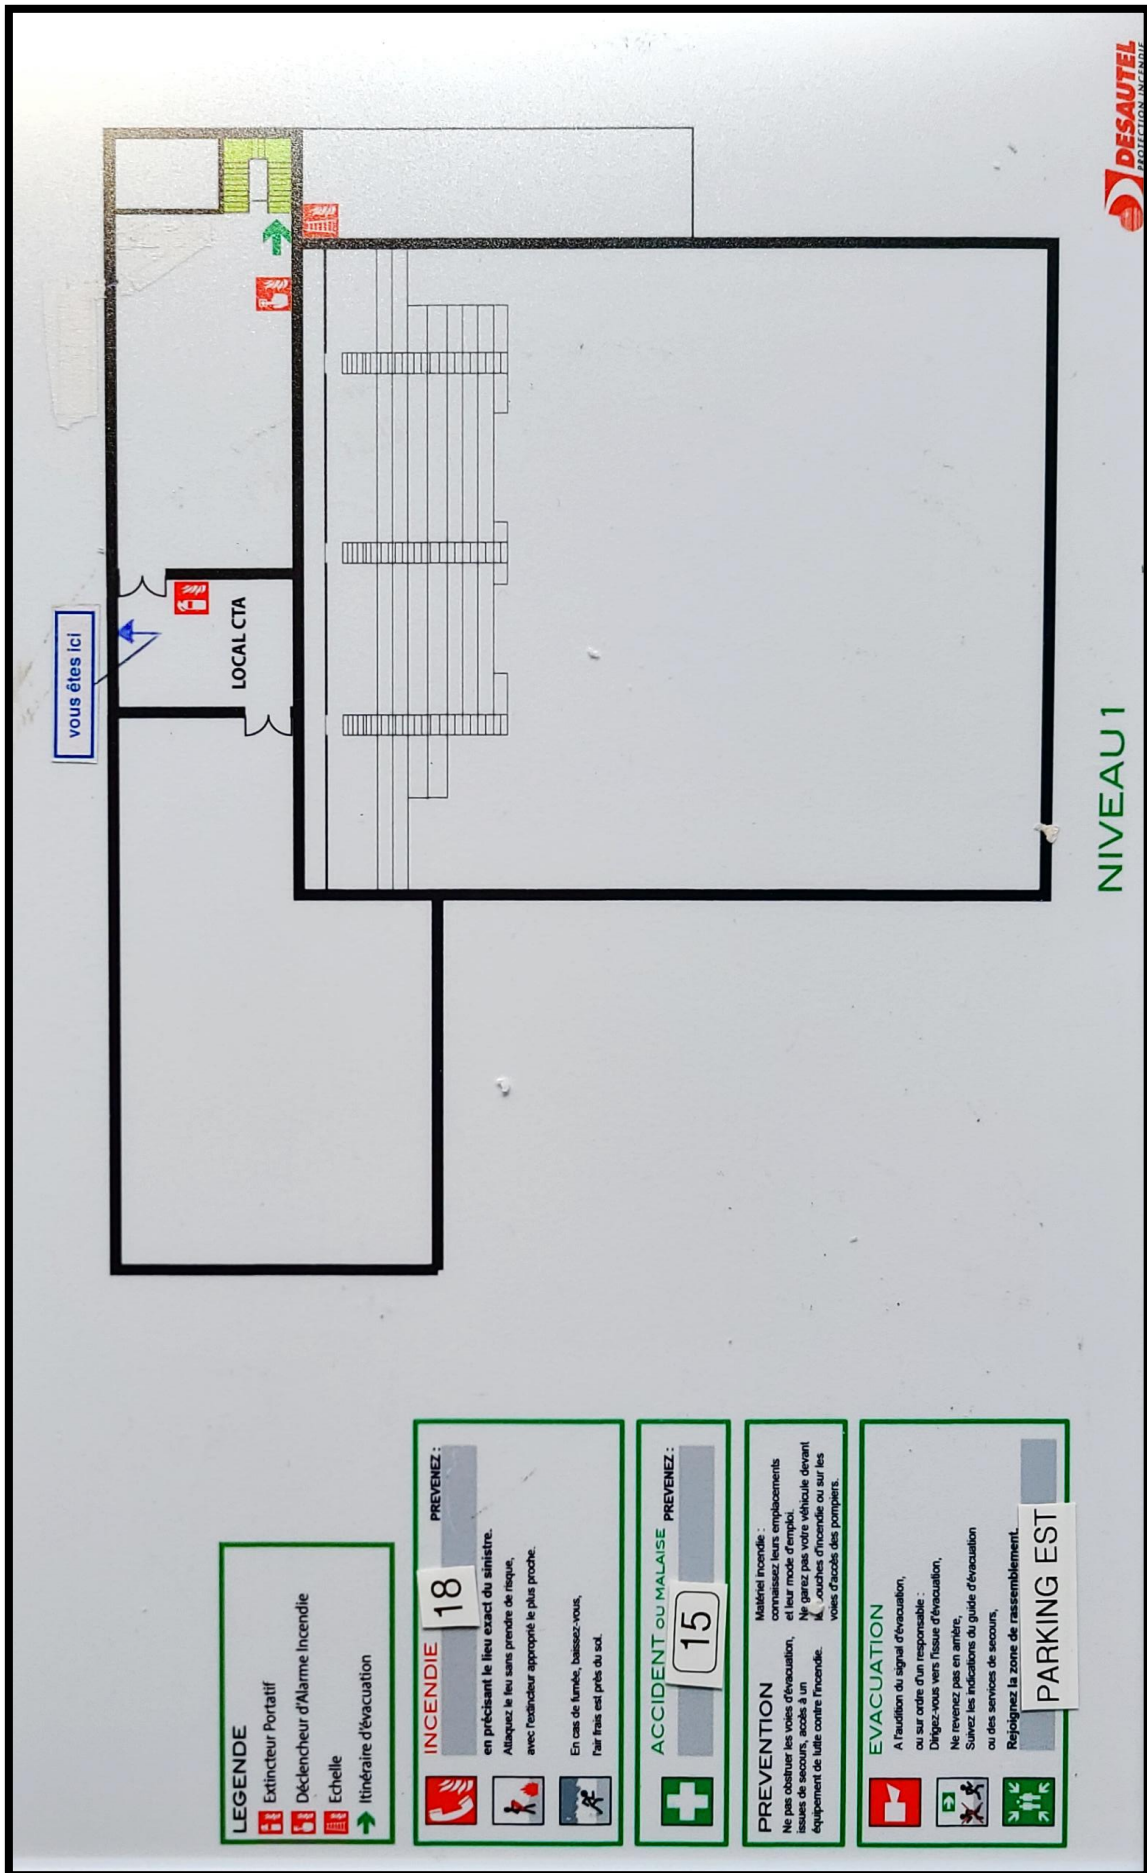 vous êtes ici
LOCAL CTA
NIVEAU 1
DESAUTEL
PROTECTION INCENDIE
LEGENDE
Extincteur Portatif
Déclencheur d'Alarme Incendie
Echelle
Itinéraire d'évacuation
INCENDIE
PREVENEZ :
18
en précisant le lieu exact du sinistre.
Attaquez le feu sans prendre de risque,
avec l'extincteur approprié le plus proche.
En cas de fumée, baissez-vous,
l'air frais est près du sol.
ACCIDENT OU MALAISE
PREVENEZ :
15
PREVENTION
Ne pas obstruer les voies d'évacuation,
issues de secours, accès à un
équipement de lutte contre l'incendie.
Matériel incendie :
connaissez leurs emplacements
et leur mode d'emploi.
Ne garez pas votre véhicule devant
d'incendie ou sur les
voies d'accès des pompiers.
EVACUATION
A l'audition du signal d'évacuation,
ou sur ordre d'un responsable :
Dirigez-vous vers l'issue d'évacuation,
Ne revenez pas en arrière,
Suivez les indications du guide d'évacuation
ou des services de secours,
Rejoignez la zone de rassemblement.
PARKING EST